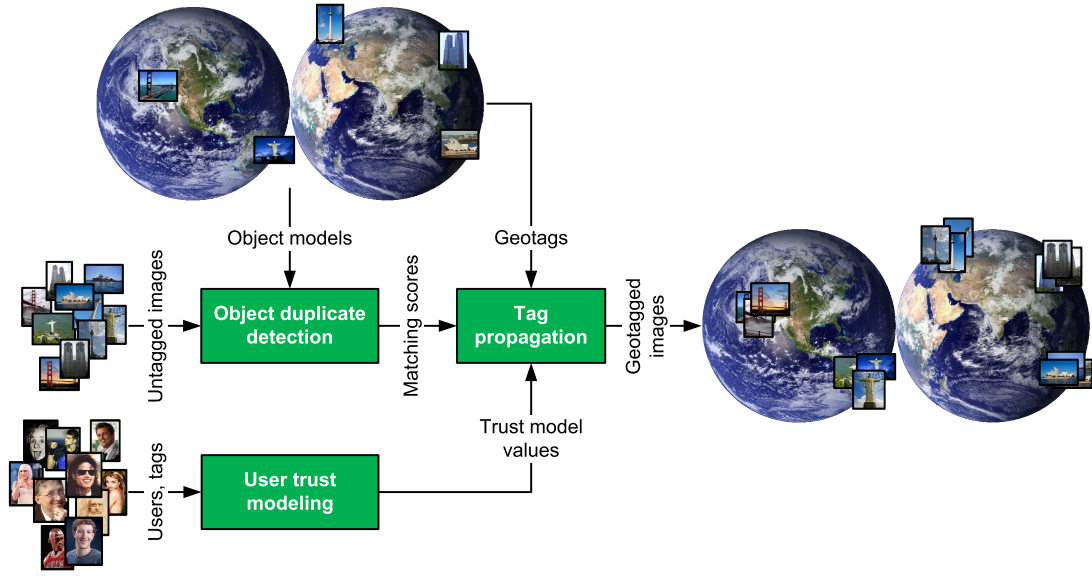 Object models
Geotags
Untagged images
Object duplicate
detection
Matching scores
Tag
propagation
Geotagged
images
Trust model
values
Users, tags
User trust
modeling